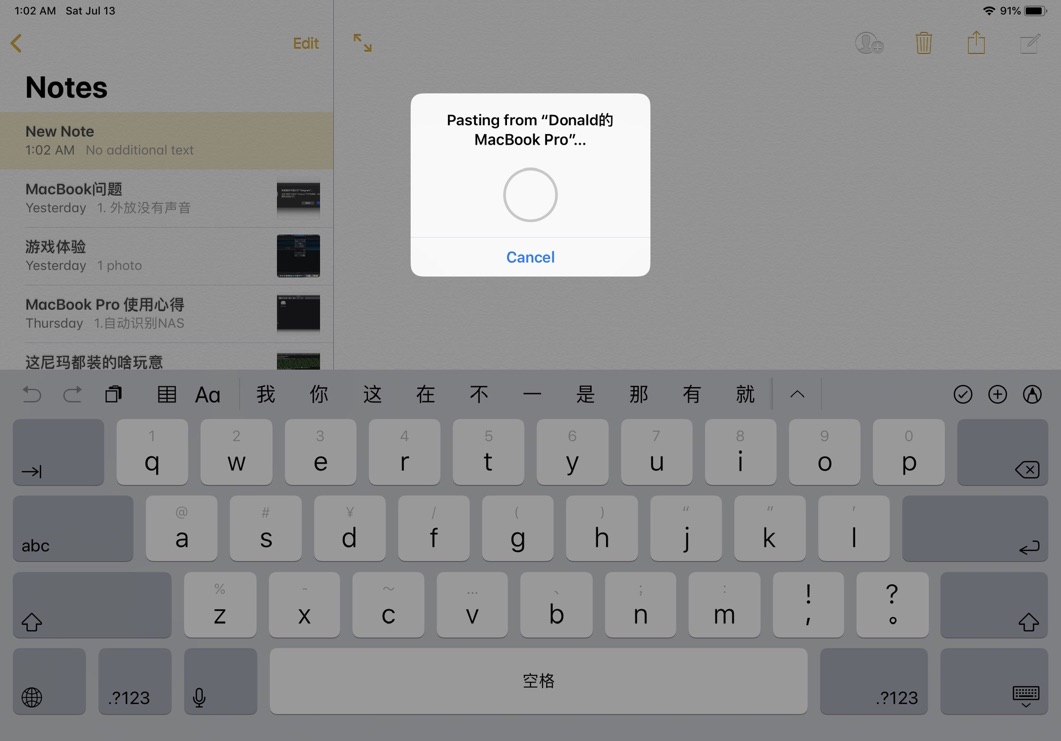 1:02 AM Sat Jul 13
91%
Edit
Notes
New Note
1:02 AM No additional text
MacBook问题
Yesterday 1. 外放没有声音
游戏体验
Yesterday 1 photo
MacBook Pro 使用心得
Thursday 1.自动识别NAS
这尼玛都装的啥玩意
Pasting from “Donald的
MacBook Pro”...
Cancel
Aa 我 你 这 在 不 一 是 那 有 就
1 2 3 4 5 6 7 8 9 0
q w e r t y u i o p
@ # ¥ / ( ) “ ” ‘
abc a s d f g h j k l
% - ~ … 、 ; : ! ?
z x c v b n m , 。
.?123 空格 .?123